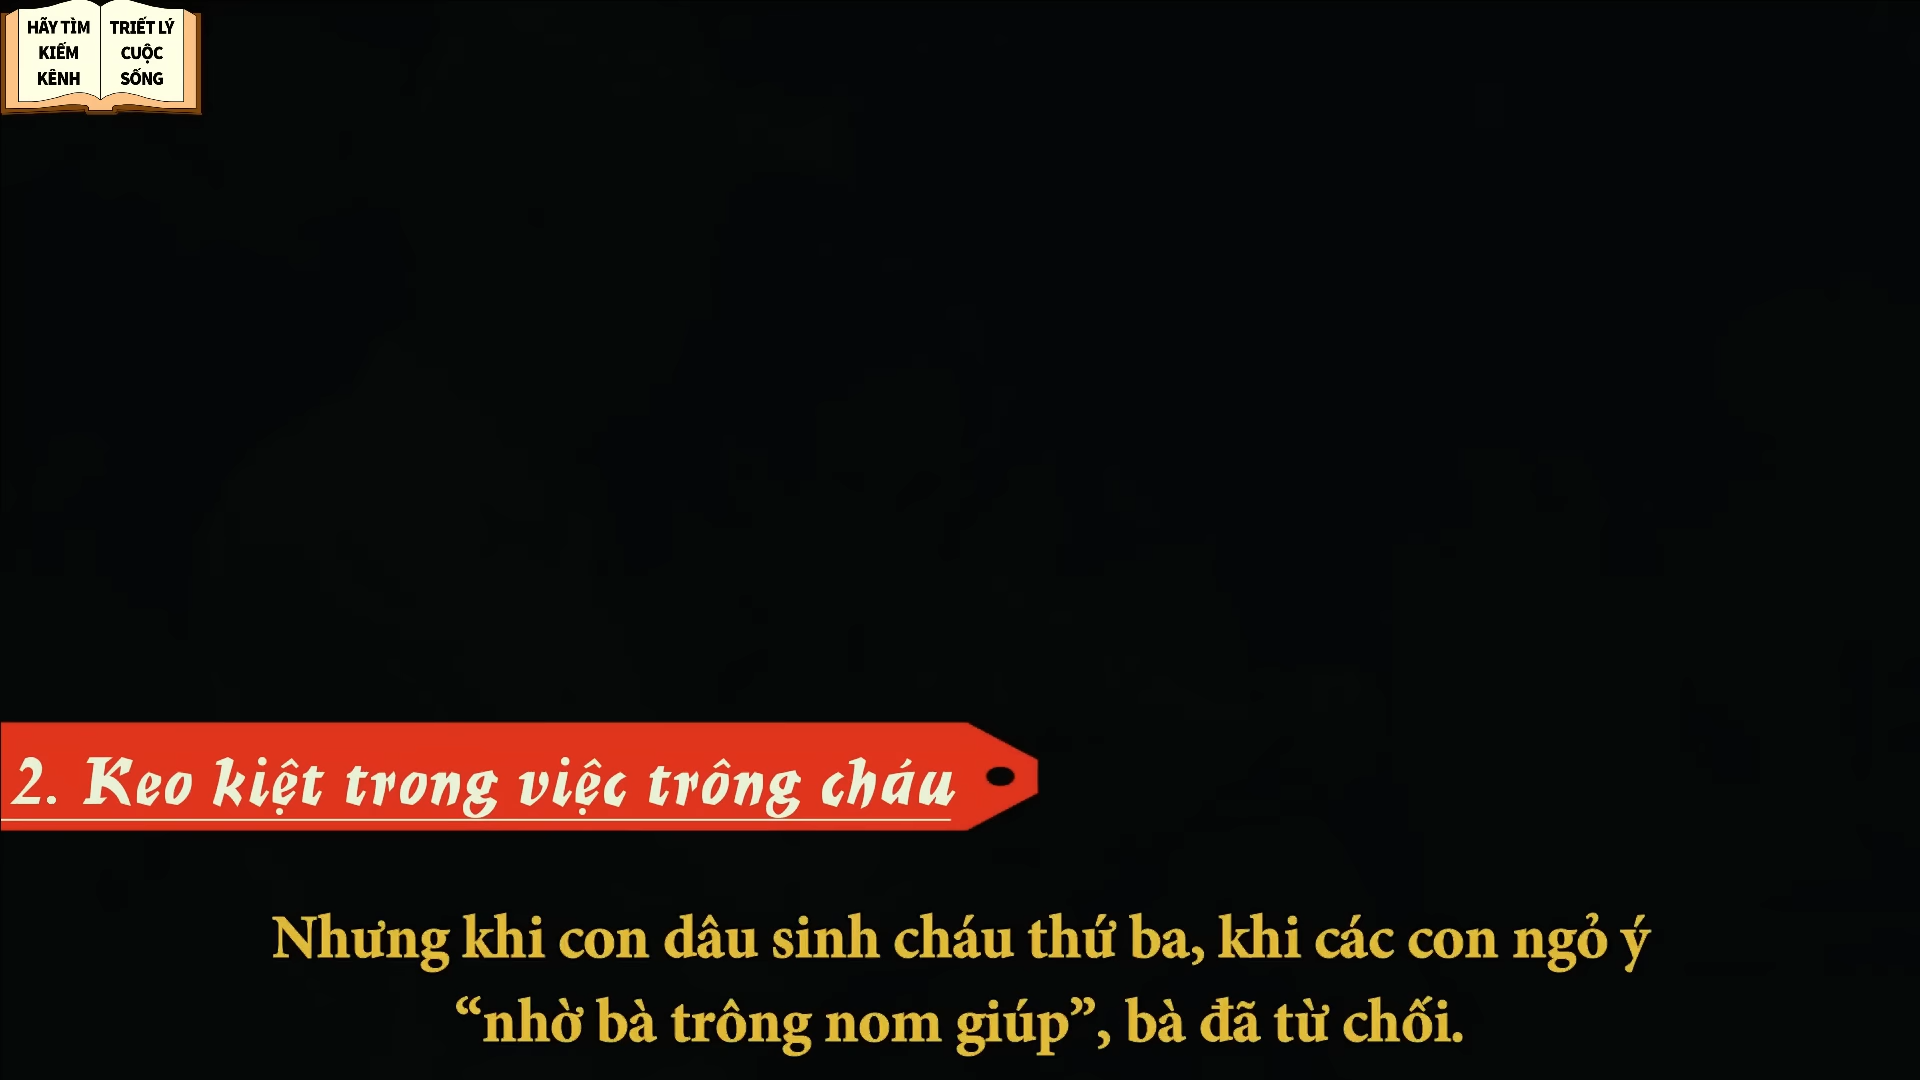 HÃY TÌM
KIẾM
KÊNH
TRIẾT LÝ
CUỘC
SỐNG
2. Keo kiệt trong việc trông cháu
Nhưng khi con dâu sinh cháu thứ ba, khi các con ngỏ ý
“nhờ bà trông nom giúp”, bà đã từ chối.